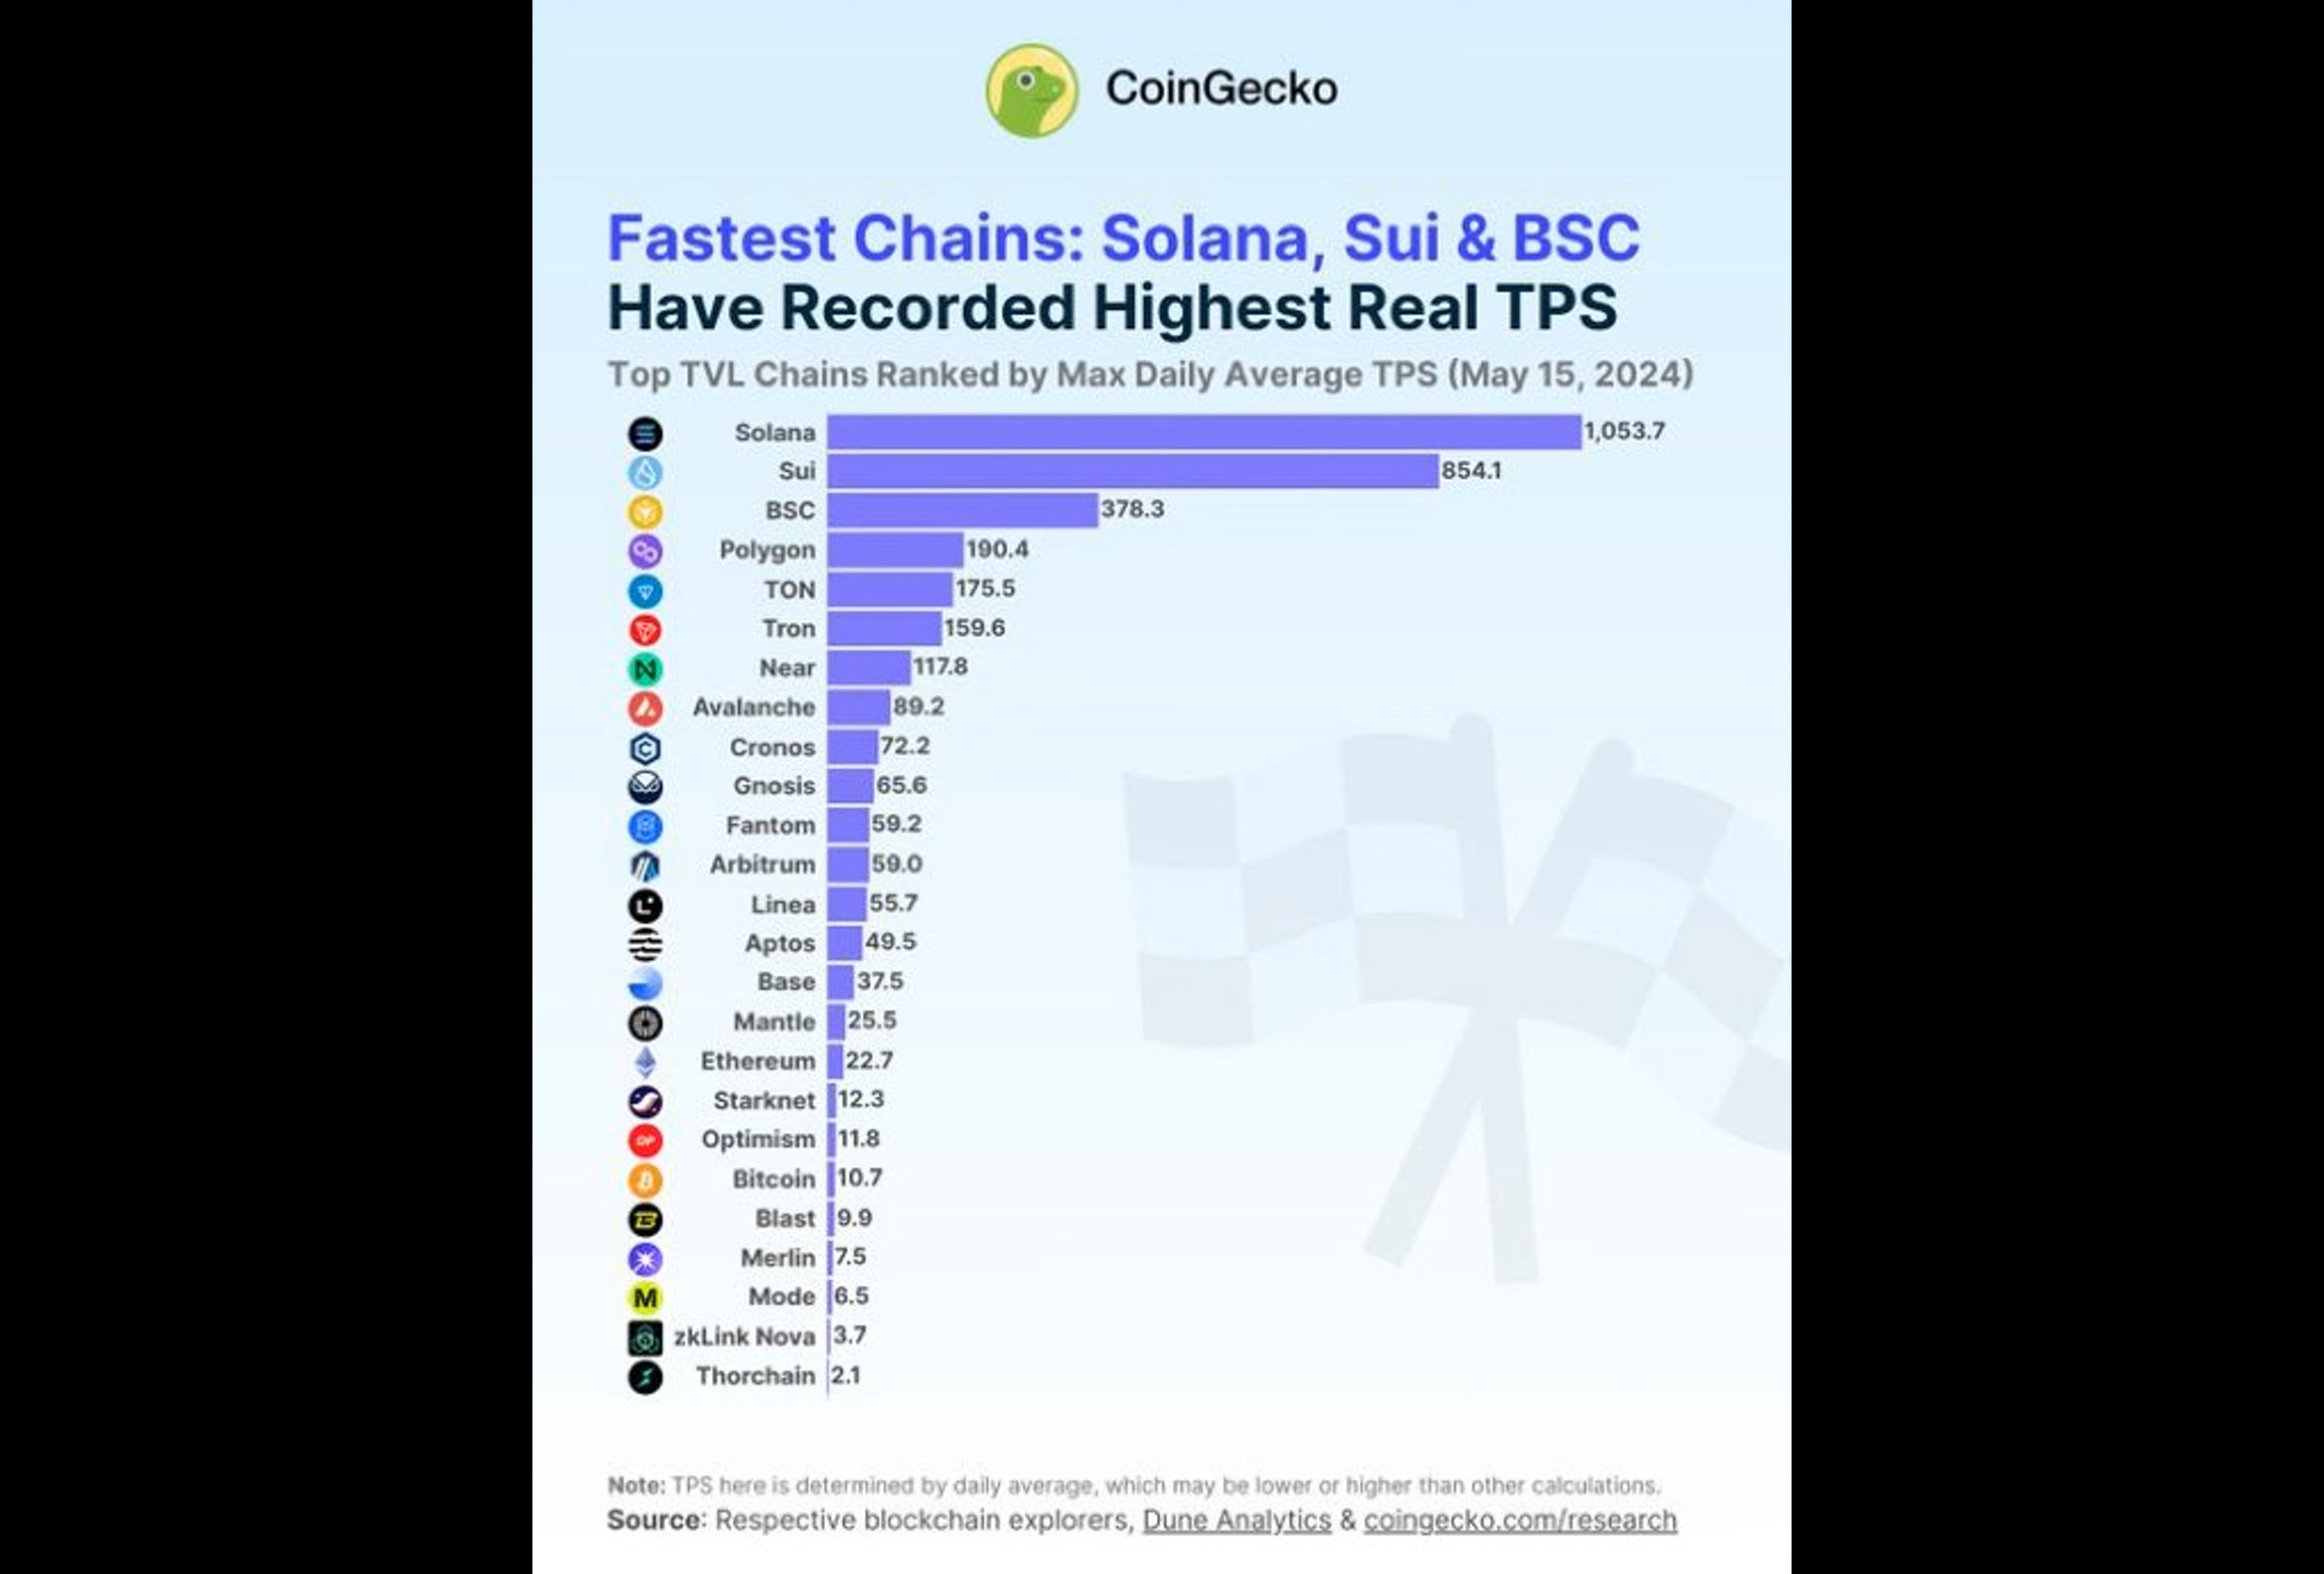 CoinGecko
Fastest Chains: Solana, Sui & BSC
Have Recorded Highest Real TPS
Top TVL Chains Ranked by Max Daily Average TPS (May 15, 2024)
Solana 1,053.7
Sui 854.1
BSC 378.3
Polygon 190.4
TON 175.5
Tron 159.6
Near 117.8
Avalanche 89.2
Cronos 72.2
Gnosis 65.6
Fantom 59.2
Arbitrum 59.0
Linea 55.7
Aptos 49.5
Base 37.5
Mantle 25.5
Ethereum 22.7
Starknet 12.3
OP Optimism 11.8
Bitcoin 10.7
Blast 9.9
Merlin 7.5
M Mode 6.5
zkLink Nova 3.7
Thorchain 2.1
Note: TPS here is determined by daily average, which may be lower or higher than other calculations.
Source: Respective blockchain explorers, Dune Analytics & coingecko.com/research